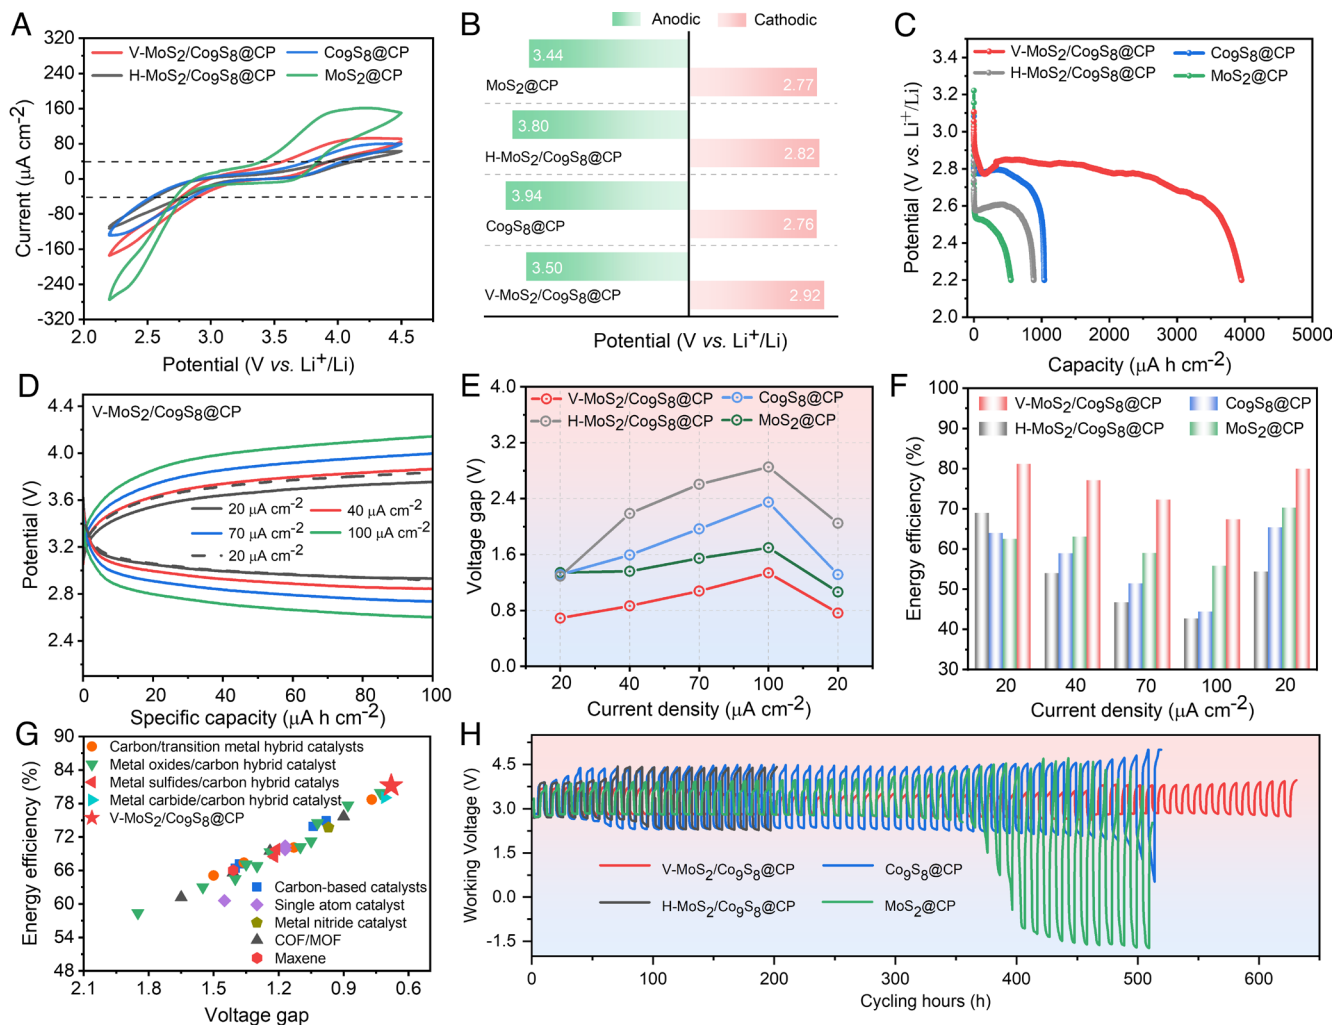 A
V-MoS2/Co9S8@CP
Co9S8@CP
H-MoS2/Co9S8@CP
MoS2@CP
320
240
160
80
0
-80
-160
-240
-320
Current (µA cm-2)
2.0 2.5 3.0 3.5 4.0 4.5
Potential (V vs. Li+/Li)
B
Anodic Cathodic
3.44
2.77
MoS2@CP
3.80
2.82
H-MoS2/Co9S8@CP
3.94
2.76
Co9S8@CP
3.50
2.92
V-MoS2/Co9S8@CP
Potential (V vs. Li+/Li)
C
V-MoS2/Co9S8@CP
Co9S8@CP
H-MoS2/Co9S8@CP
MoS2@CP
3.4
3.2
3.0
2.8
2.6
2.4
2.2
2.0
Potential (V vs. Li+/Li)
0 1000 2000 3000 4000 5000
Capacity (µA h cm-2)
D
V-MoS2/Co9S8@CP
4.4
4.0
3.6
3.2
2.8
2.4
Potential (V)
20 µA cm-2
40 µA cm-2
70 µA cm-2
100 µA cm-2
20 µA cm-2
0 20 40 60 80 100
Specific capacity (µA h cm-2)
E
V-MoS2/Co9S8@CP
Co9S8@CP
H-MoS2/Co9S8@CP
MoS2@CP
4.0
3.2
2.4
1.6
0.8
0.0
Voltage gap (V)
20 40 70 100 20
Current density (µA cm-2)
F
V-MoS2/Co9S8@CP
Co9S8@CP
H-MoS2/Co9S8@CP
MoS2@CP
100
90
80
70
60
50
40
30
Energy efficiency (%)
20 40 70 100 20
Current density (µA cm-2)
G
Carbon/transition metal hybrid catalysts
Metal oxides/carbon hybrid catalyst
Metal sulfides/carbon hybrid catalys
Metal carbide/carbon hybrid catalyst
V-MoS2/Co9S8@CP
Carbon-based catalysts
Single atom catalyst
Metal nitride catalyst
COF/MOF
Maxene
90
84
78
72
66
60
54
48
Energy efficiency (%)
2.1 1.8 1.5 1.2 0.9 0.6
Voltage gap
H
4.5
3.0
1.5
0.0
-1.5
Working Voltage (V)
V-MoS2/Co9S8@CP
Co9S8@CP
H-MoS2/Co9S8@CP
MoS2@CP
0 100 200 300 400 500 600
Cycling hours (h)